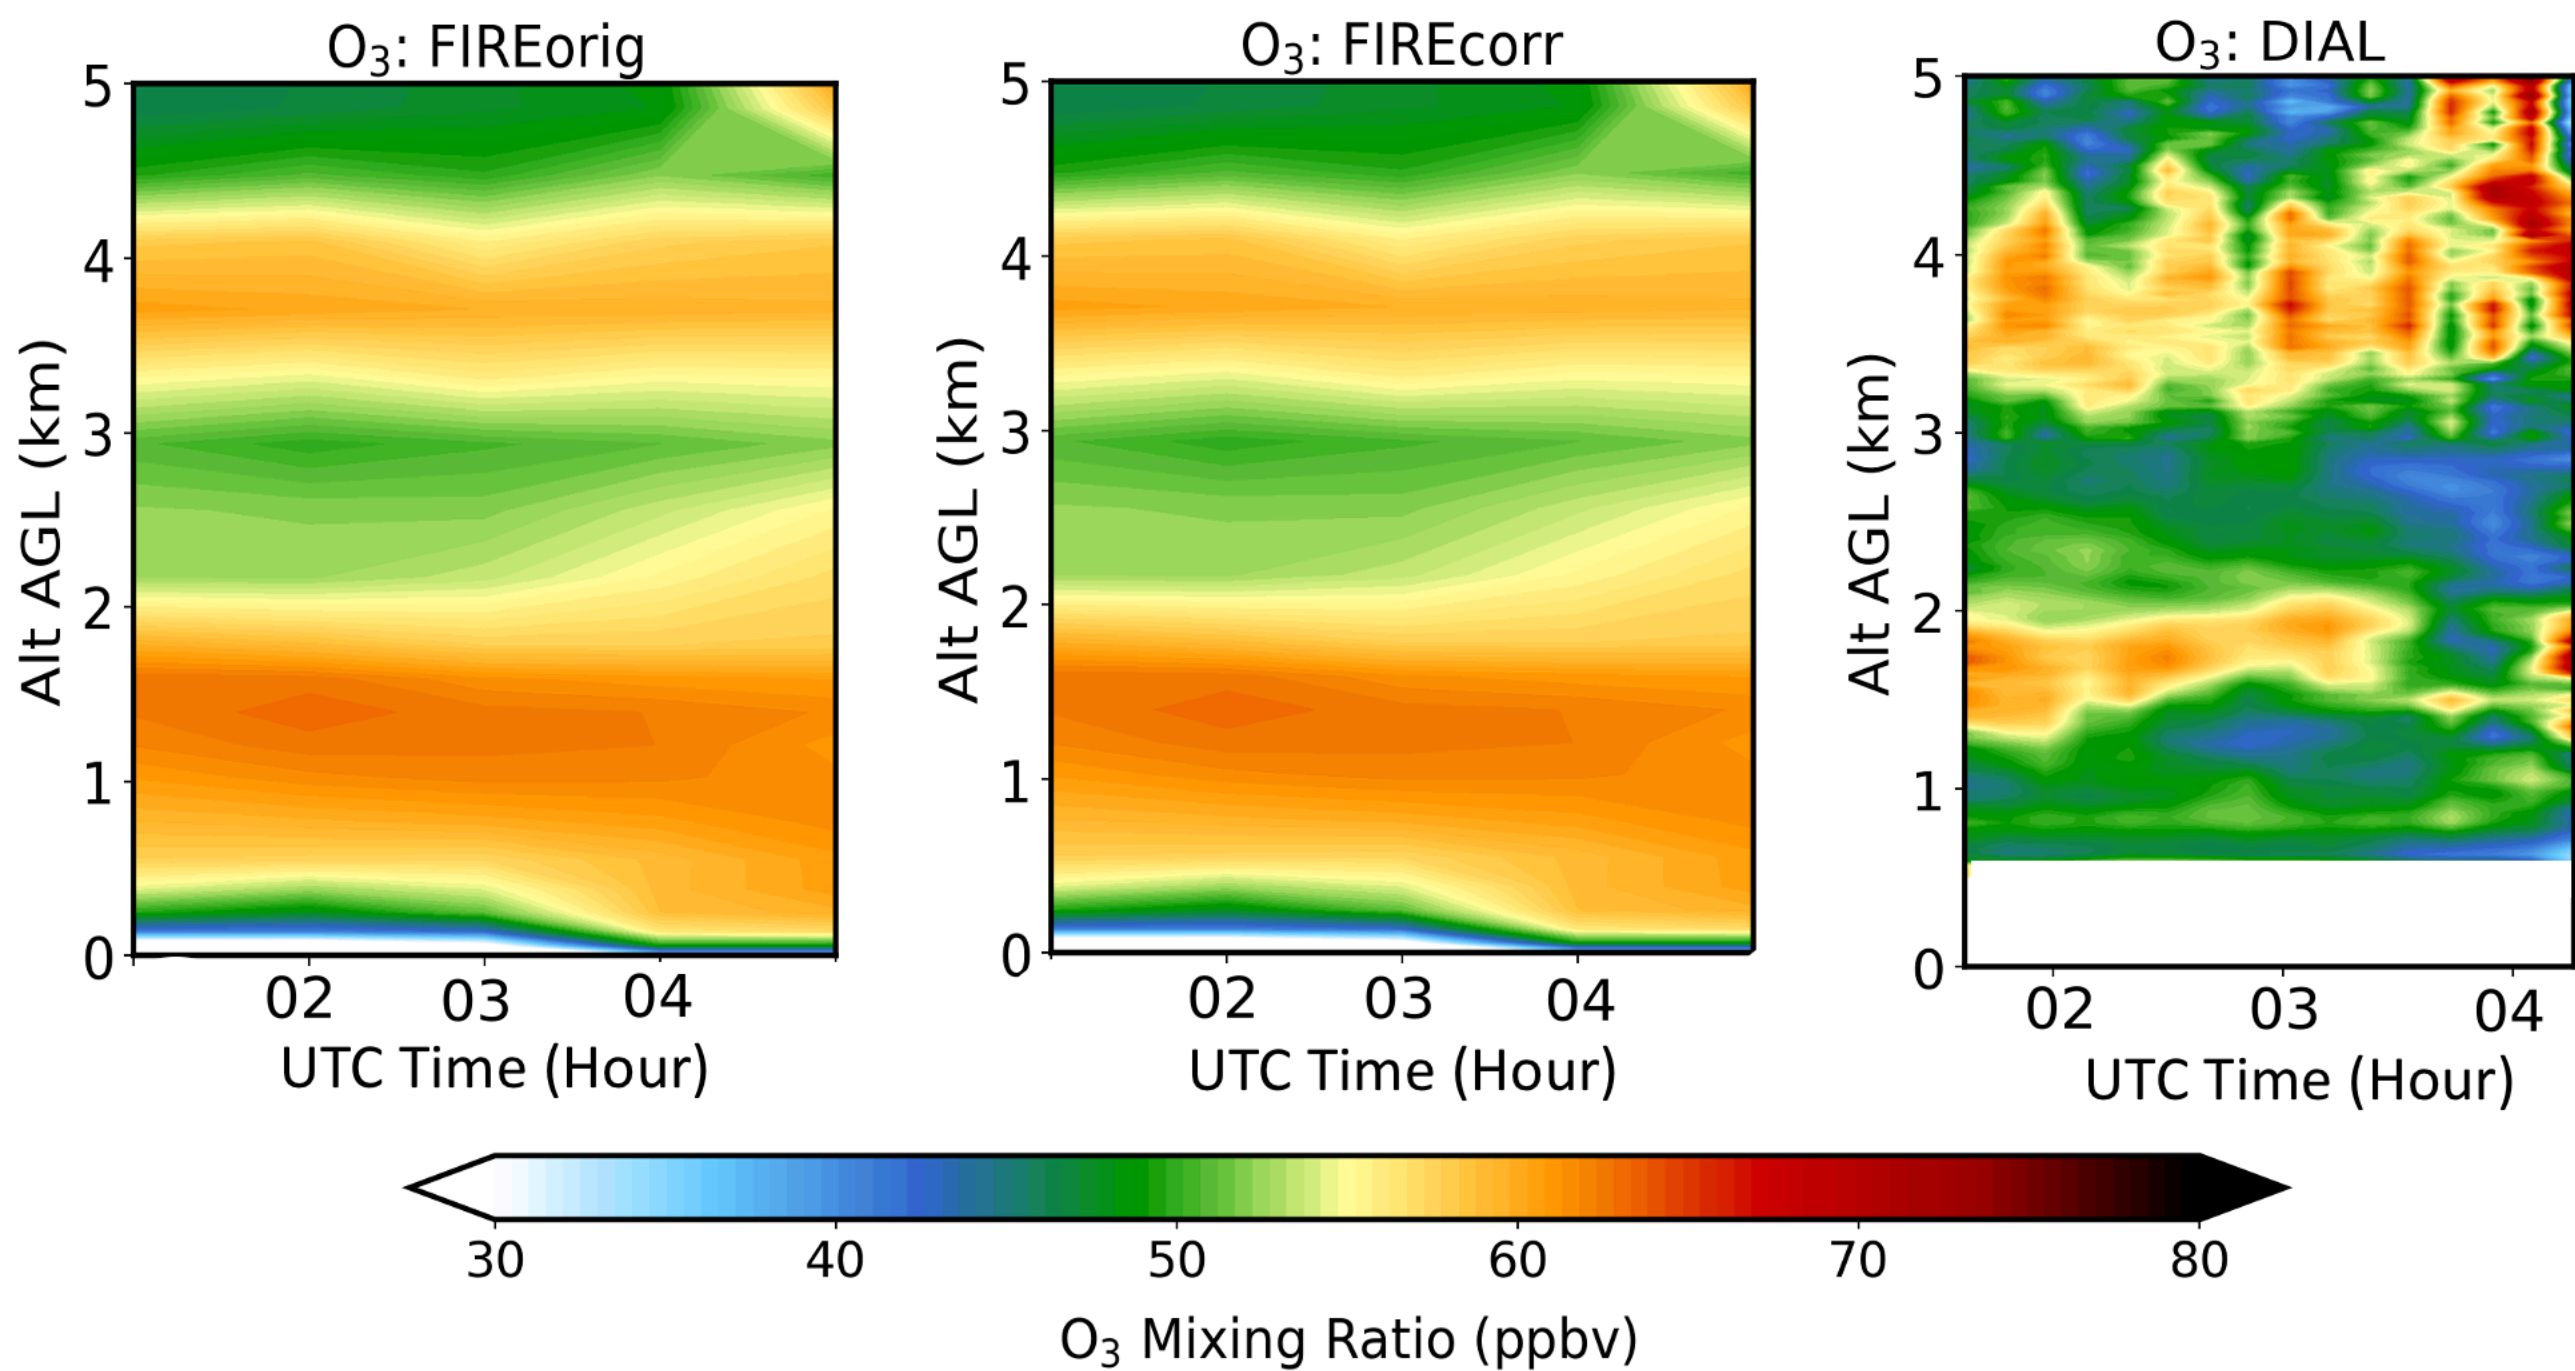 O₃: FIREorig
5
4
3
2
1
0
Alt AGL (km)
02 03 04
UTC Time (Hour)
O₃: FIREcorr
5
4
3
2
1
0
Alt AGL (km)
02 03 04
UTC Time (Hour)
O₃: DIAL
5
4
3
2
1
0
Alt AGL (km)
02 03 04
UTC Time (Hour)
30 40 50 60 70 80
O₃ Mixing Ratio (ppbv)